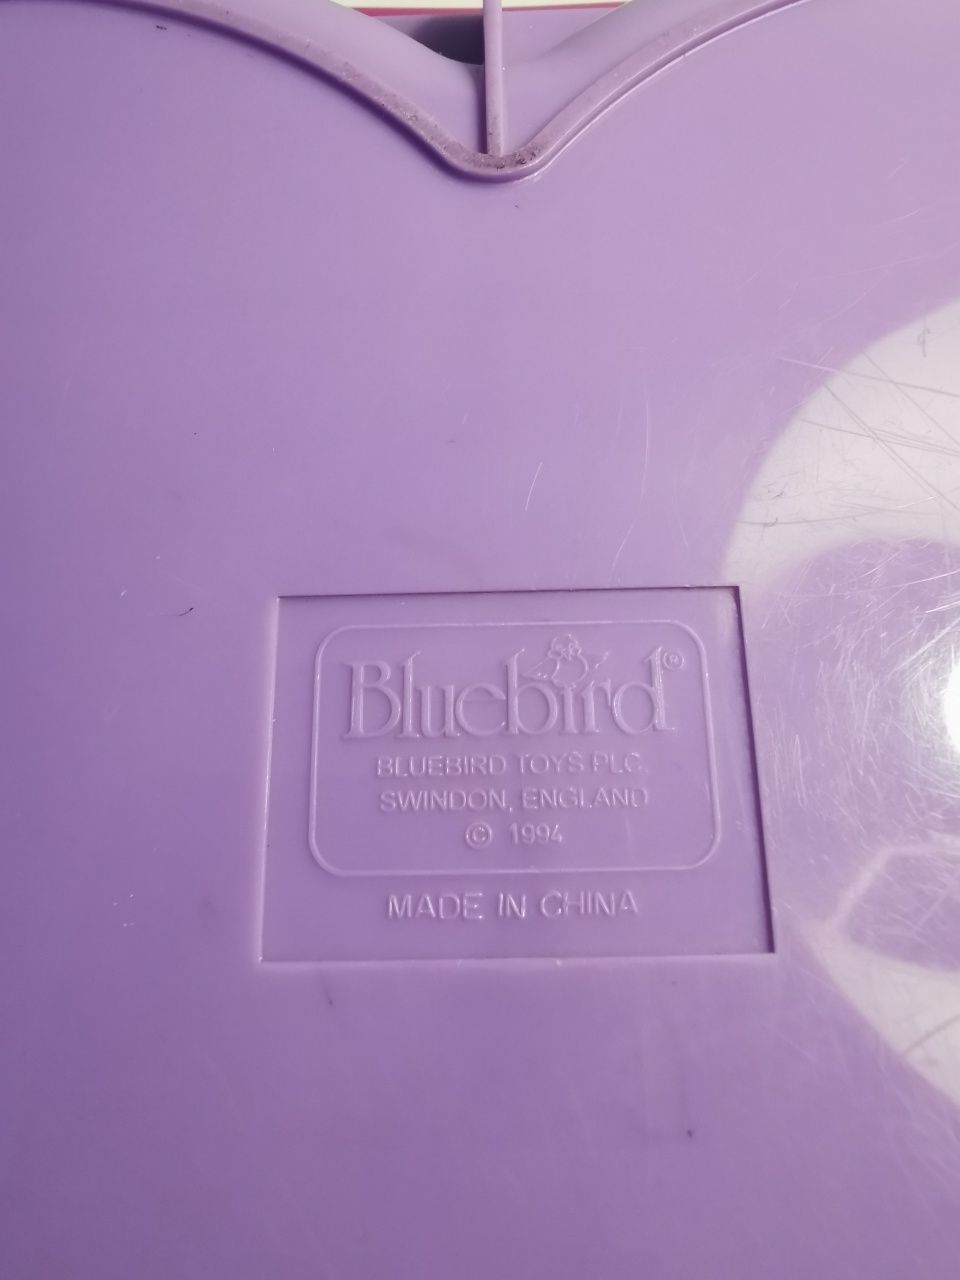 Bluebird®
BLUEBIRD TOYS PLC.
SWINDON, ENGLAND
© 1994
MADE IN CHINA